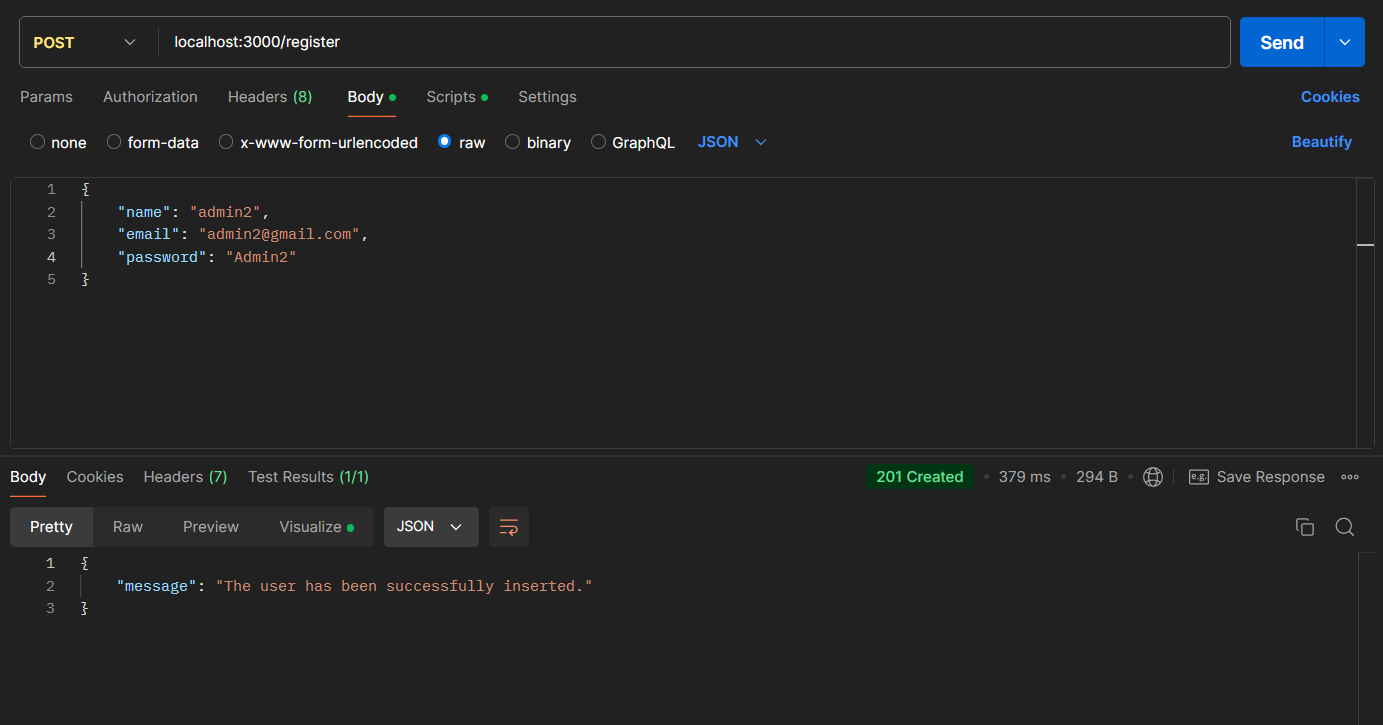 POST localhost:3000/register Send
Params Authorization Headers (8) Body Scripts Settings Cookies
none form-data x-www-form-urlencoded raw binary GraphQL JSON Beautify
1 {
2 "name": "admin2",
3 "email": "admin2@gmail.com",
4 "password": "Admin2"
5 }
Body Cookies Headers (7) Test Results (1/1) 201 Created • 379 ms • 294 B • e.g. Save Response
Pretty Raw Preview Visualize JSON
1 {
2 "message": "The user has been successfully inserted."
3 }